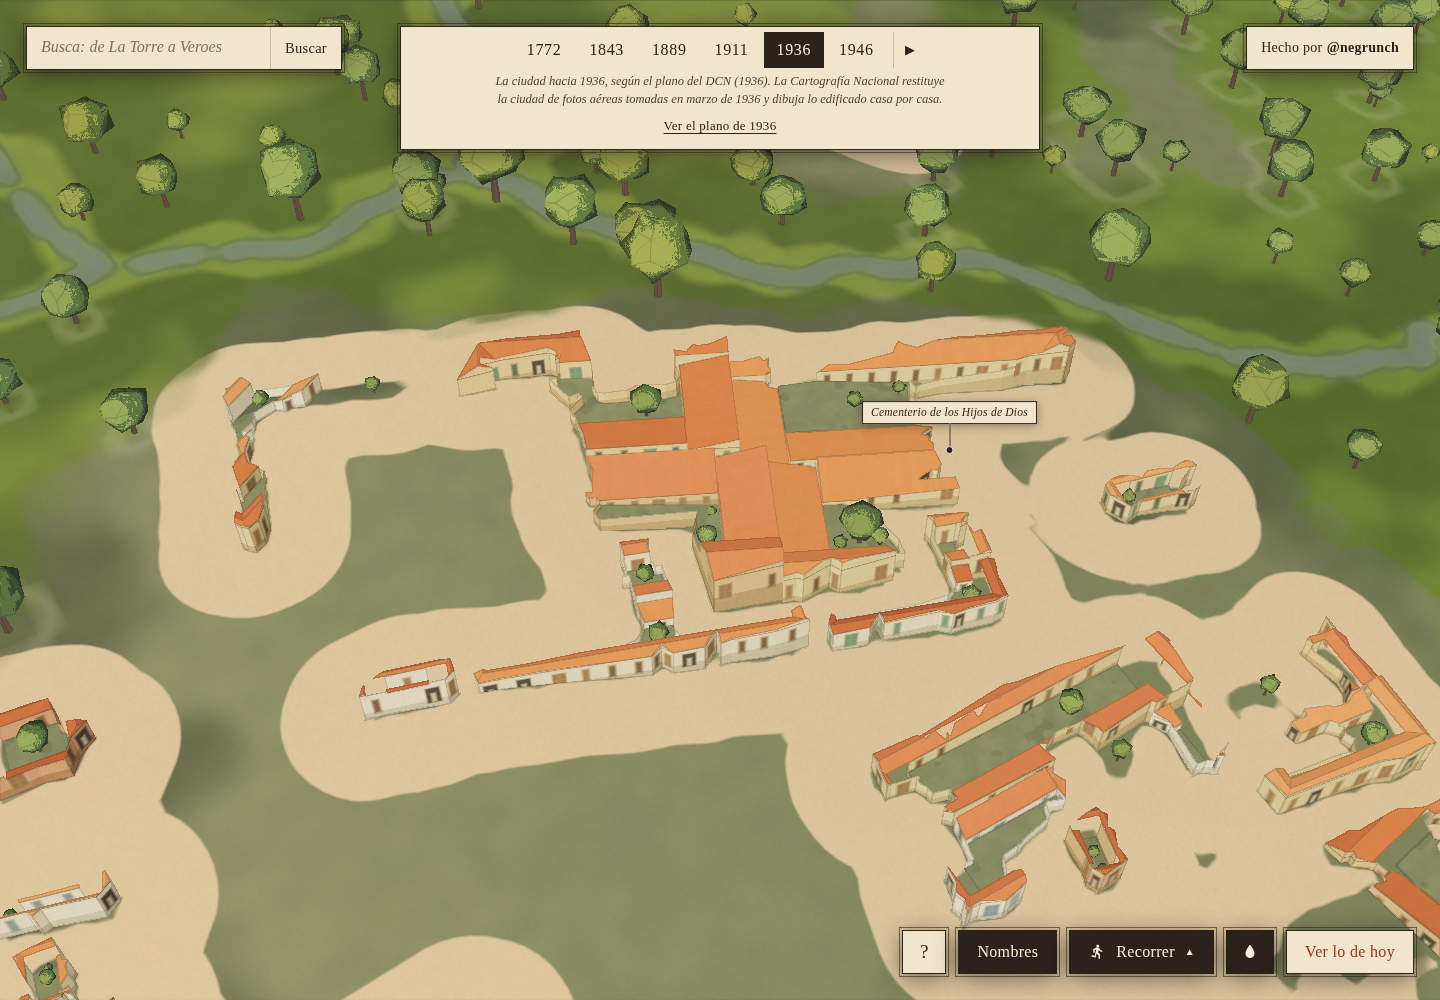 Busca: de La Torre a Veroes
Buscar
1772 1843 1889 1911 1936 1946
La ciudad hacia 1936, según el plano del DCN (1936). La Cartografía Nacional restituye
la ciudad de fotos aéreas tomadas en marzo de 1936 y dibuja lo edificado casa por casa.
Ver el plano de 1936
Hecho por @negrunch
Cementerio de los Hijos de Dios
?
Nombres
Recorrer
Ver lo de hoy